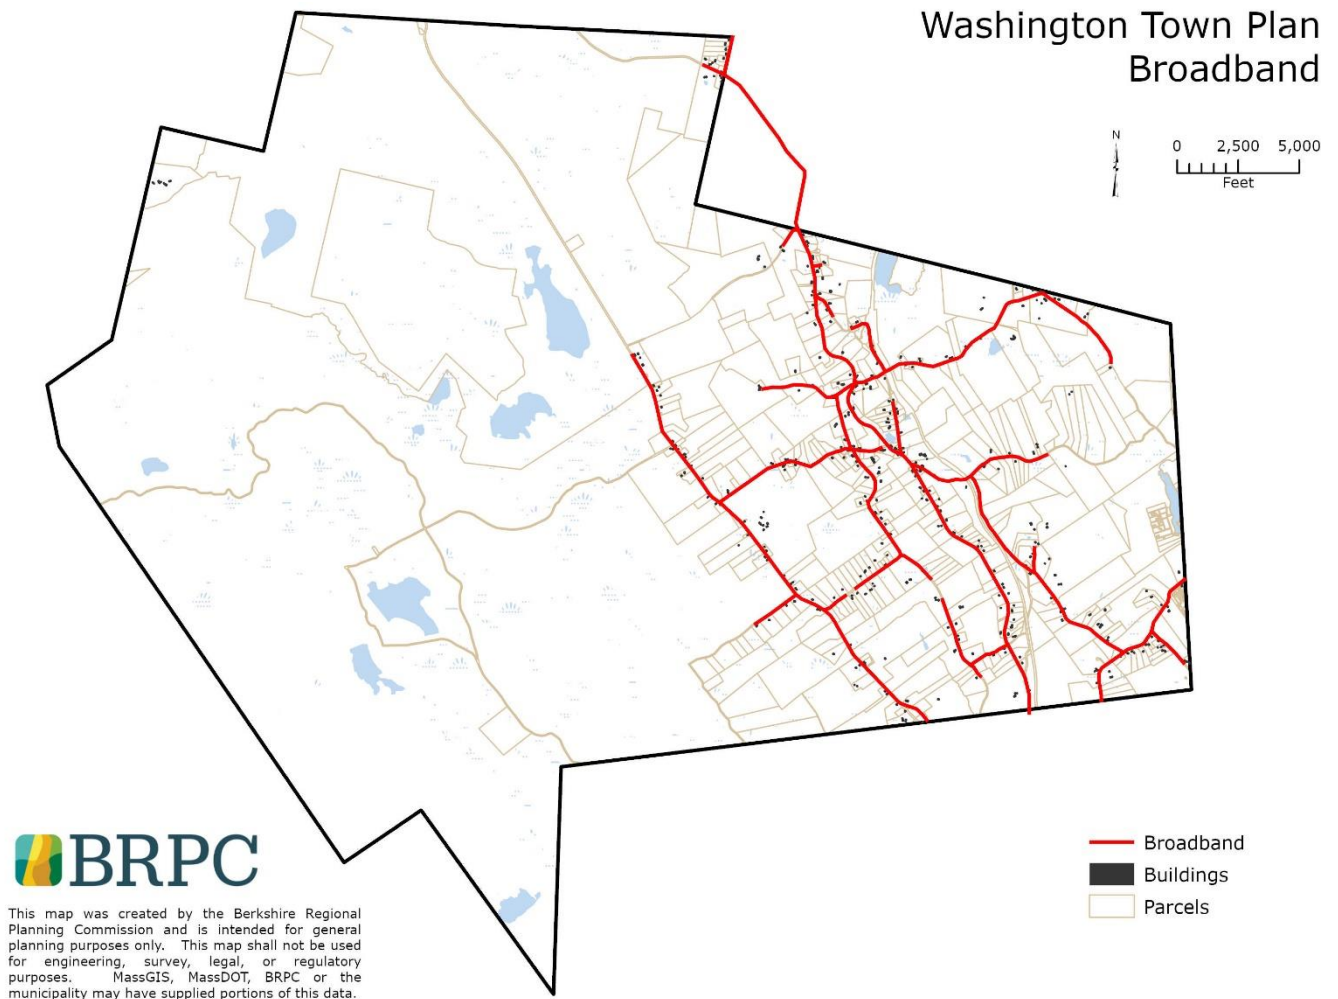 Washington Town Plan
Broadband
N
0 2,500 5,000
Feet
Broadband
Buildings
Parcels
BRPC
This map was created by the Berkshire Regional
Planning Commission and is intended for general
planning purposes only. This map shall not be used
for engineering, survey, legal, or regulatory
purposes. MassGIS, MassDOT, BRPC or the
municipality may have supplied portions of this data.